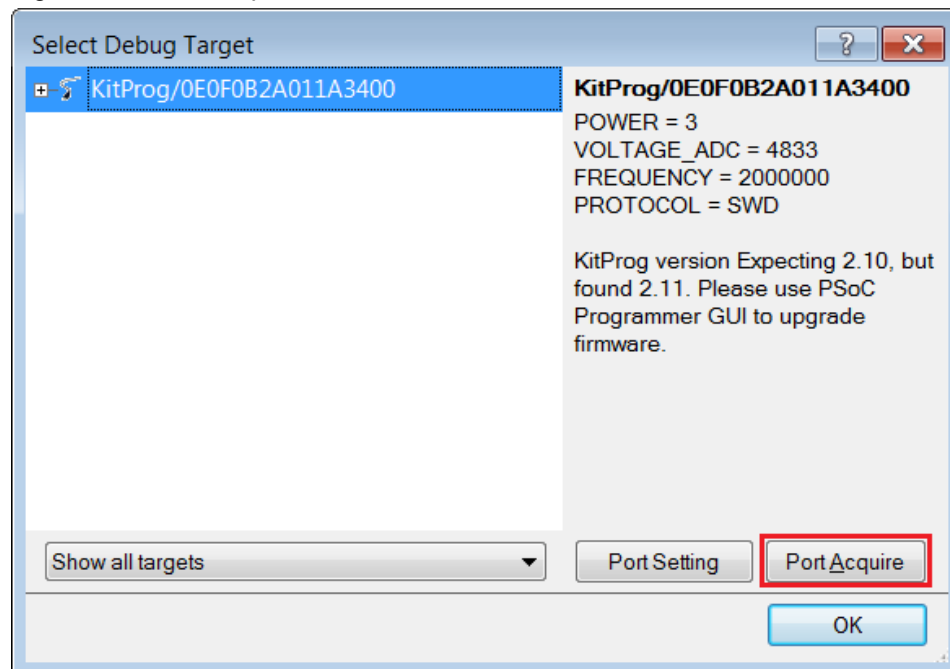 Select Debug Target
KitProg/0E0F0B2A011A3400
KitProg/0E0F0B2A011A3400
POWER = 3
VOLTAGE_ADC = 4833
FREQUENCY = 2000000
PROTOCOL = SWD
KitProg version Expecting 2.10, but
found 2.11. Please use PSoC
Programmer GUI to upgrade
firmware.
Show all targets
Port Setting
Port Acquire
OK